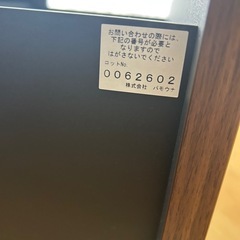 お問い合わせの際には、
下記の番号が必要と
なりますので
はがさないでください
ユニットNo.
0062602
株式会社 パモウナ